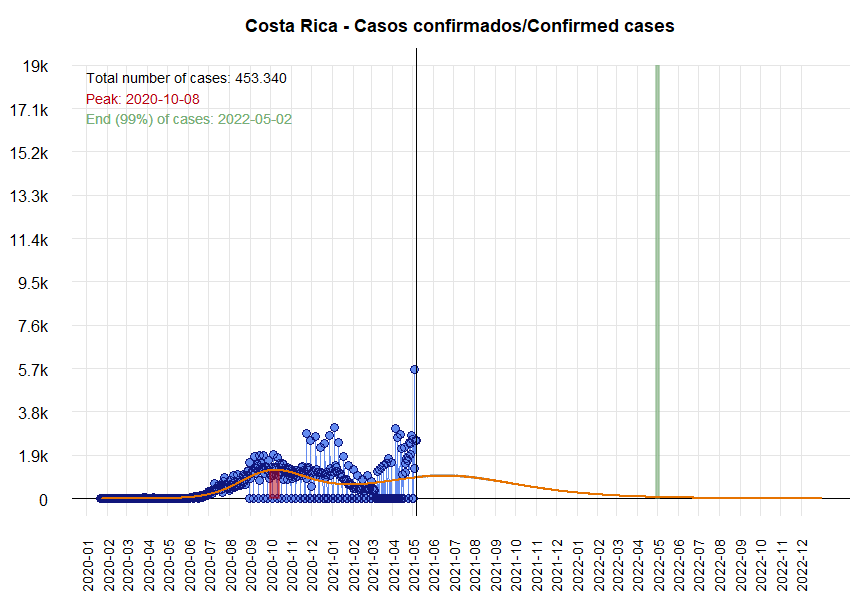 Costa Rica - Casos confirmados/Confirmed cases
19k
Total number of cases: 453.340
Peak: 2020-10-08
17.1k
End (99%) of cases: 2022-05-02
15.2k
13.3k
11.4k
9.5k
7.6k
5.7k
3.8k
1.9k
0
2020-01
2020-02
2020-03
2020-04
2020-05
2020-06
2020-07
2020-08
2020-09
2020-10
2020-11
2020-12
2021-01
2021-02
2021-03
2021-04
2021-05
2021-06
2021-07
2021-08
2021-09
2021-10
2021-11
2021-12
2022-02
2022-02
2022-03
2022-04
2022-05
2022-06
2022-07
2022-08
2022-09
2022-10
2022-11
2022-12